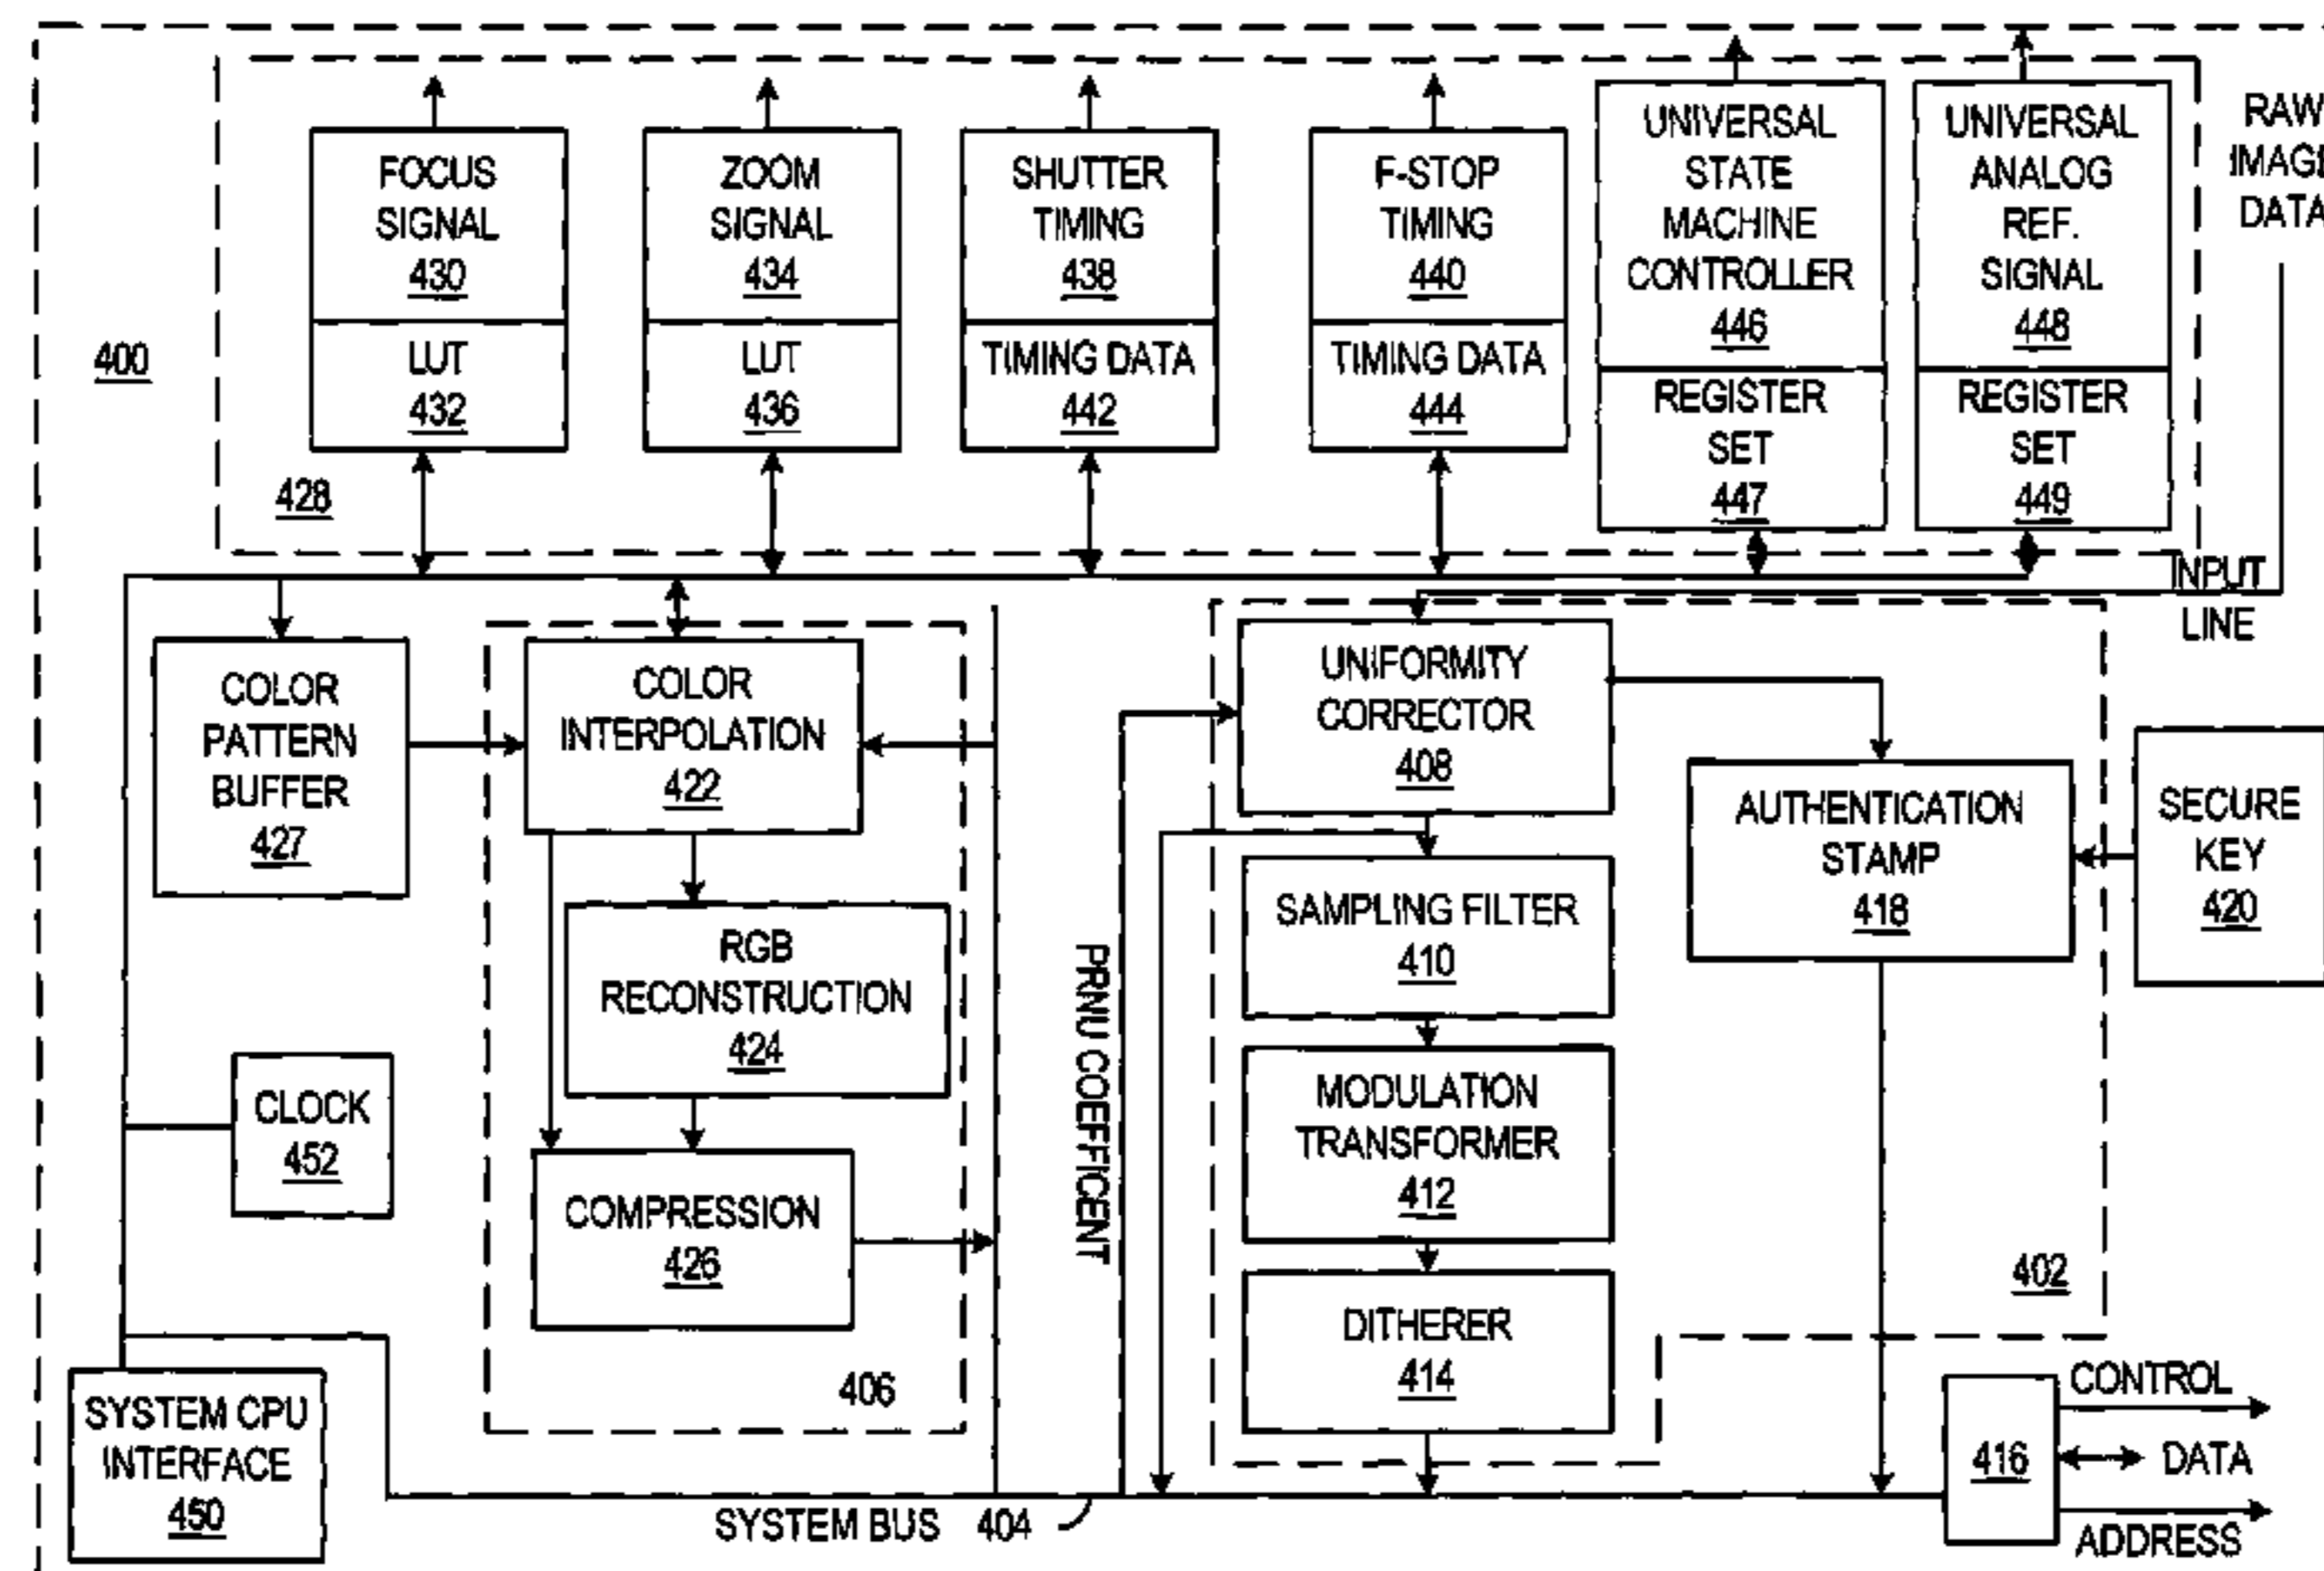 FOCUS
SIGNAL
430
LUT
432
ZOOM
SIGNAL
434
LUT
436
SHUTTER
TIMING
438
TIMING DATA
442
F-STOP
TIMING
440
TIMING DATA
444
UNIVERSAL
STATE
MACHINE
CONTROLLER
446
REGISTER
SET
447
UNIVERSAL
ANALOG
REF.
SIGNAL
448
REGISTER
SET
449
RAW
IMAGE
DATA
400
428
INPUT
LINE
COLOR
PATTERN
BUFFER
427
COLOR
INTERPOLATION
422
RGB
RECONSTRUCTION
424
COMPRESSION
426
406
CLOCK
452
SYSTEM CPU
INTERFACE
450
PRNU COEFFICENT
UNIFORMITY
CORRECTOR
408
SAMPLING FILTER
410
MODULATION
TRANSFORMER
412
DITHERER
414
AUTHENTICATION
STAMP
418
SECURE
KEY
420
402
416
CONTROL
DATA
ADDRESS
SYSTEM BUS 404